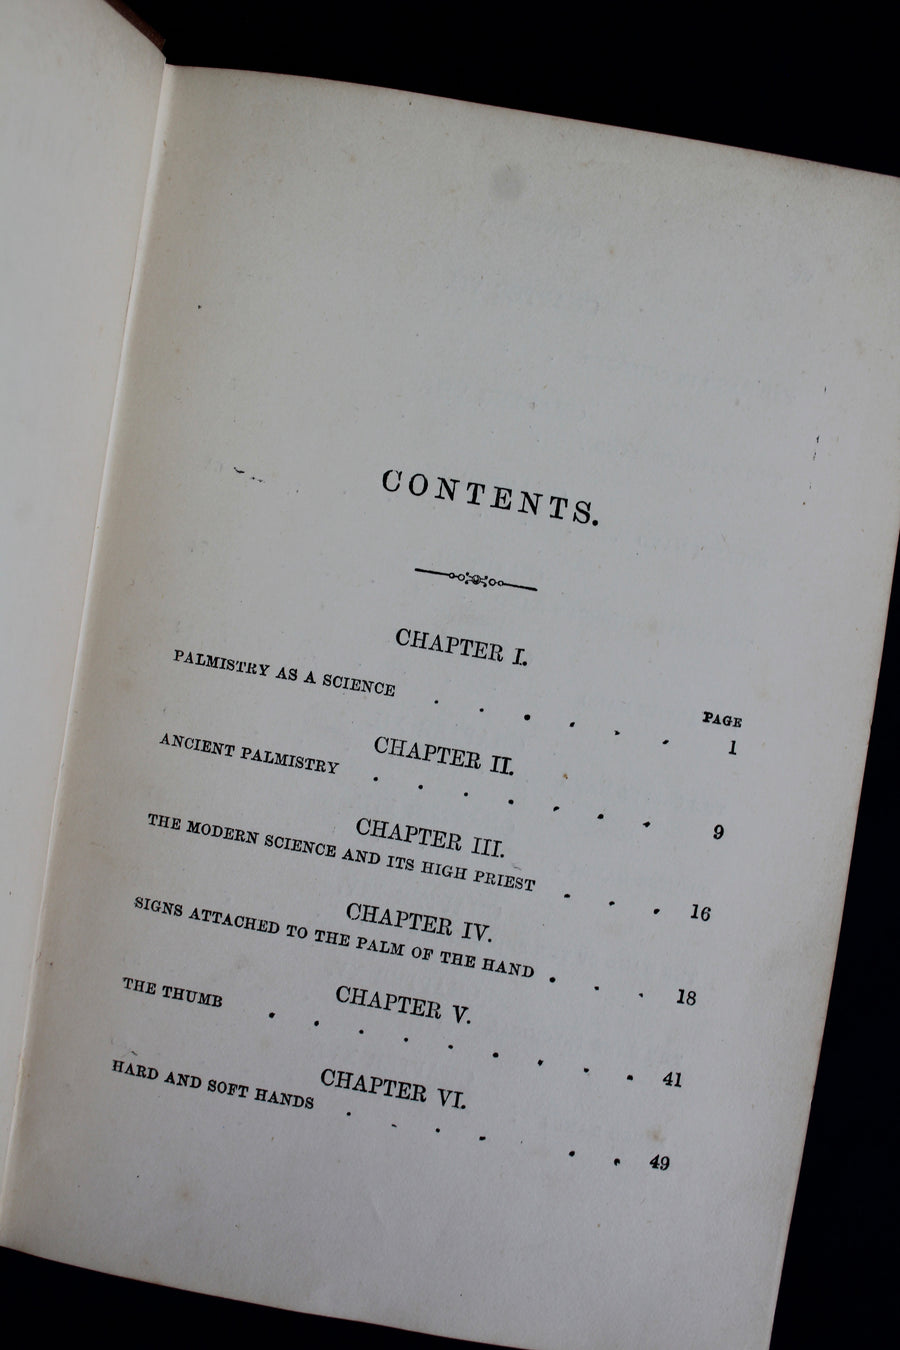 CONTENTS.
CHAPTER I.
PAGE
PALMISTRY AS A SCIENCE . . . . . . 1
CHAPTER II.
ANCIENT PALMISTRY . . . . . . . 9
CHAPTER III.
THE MODERN SCIENCE AND ITS HIGH PRIEST . . . 16
CHAPTER IV.
SIGNS ATTACHED TO THE PALM OF THE HAND . . . 18
CHAPTER V.
THE THUMB . . . . . . . . . 41
CHAPTER VI.
HARD AND SOFT HANDS . . . . . . 49